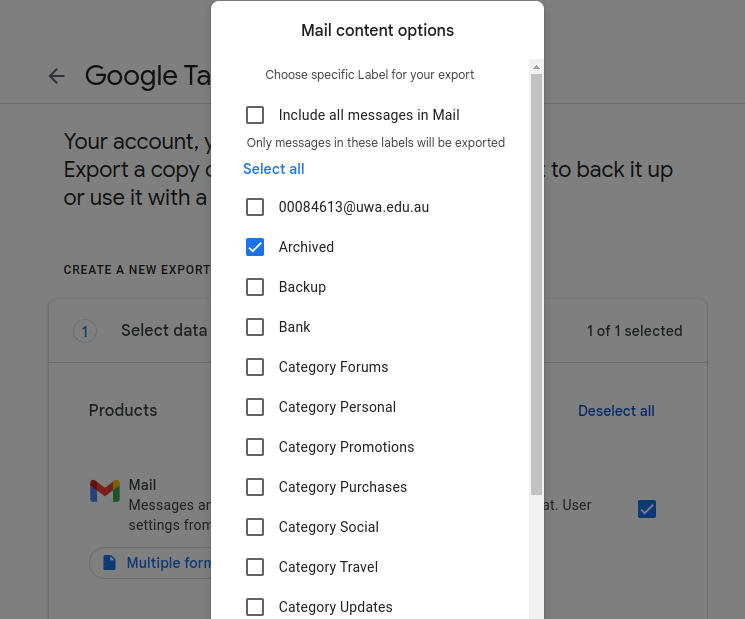 Mail content options
Choose specific Label for your export
Include all messages in Mail
Only messages in these labels will be exported
Select all
00084613@uwa.edu.au
Archived
Backup
Bank
Category Forums
Category Personal
Category Promotions
Category Purchases
Category Social
Category Travel
Category Updates
Google
Your account,
Export a copy
to back it up
or use it with a
CREATE A NEW EXPORT
1
Select data
1 of 1 selected
Products
Deselect all
Mail
Messages
at. User
settings from
Multiple